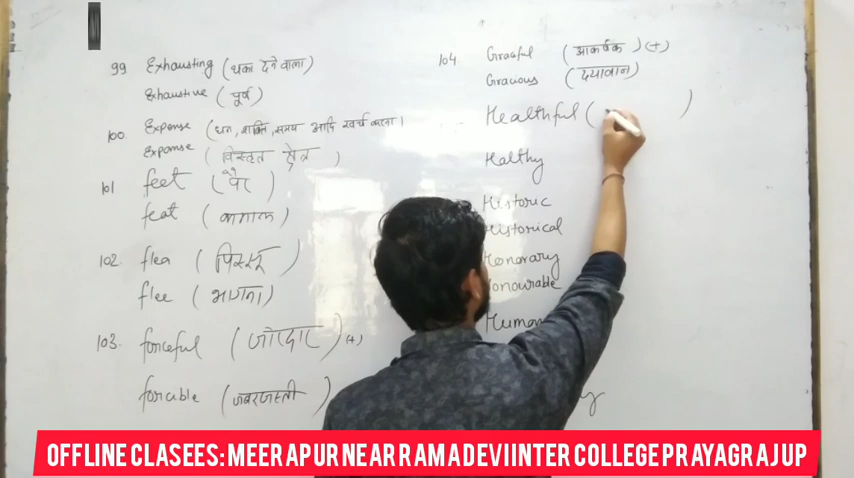 99 Exhausting (थका देने वाला)
Exhaustive (पूर्ण)
100 Expense (धन, शक्ति, समय आदि खर्च करना।
Expanse (विस्तृत क्षेत्र)
101 feet (पैर)
feat (कमाल)
102. flea (पिस्सू)
flee (भागना)
103. forceful (जोरदार) (+)
forcible (जबरजस्ती)
104 Graceful (आकर्षक) (+)
Gracious (दयावान)
Healthful (
Halthy
Historic
Historical
Honorary
Honourable
OFFLINE CLASEES: MEERAPUR NEAR RAMADEVI INTER COLLEGE PRAYAGRAJ UP